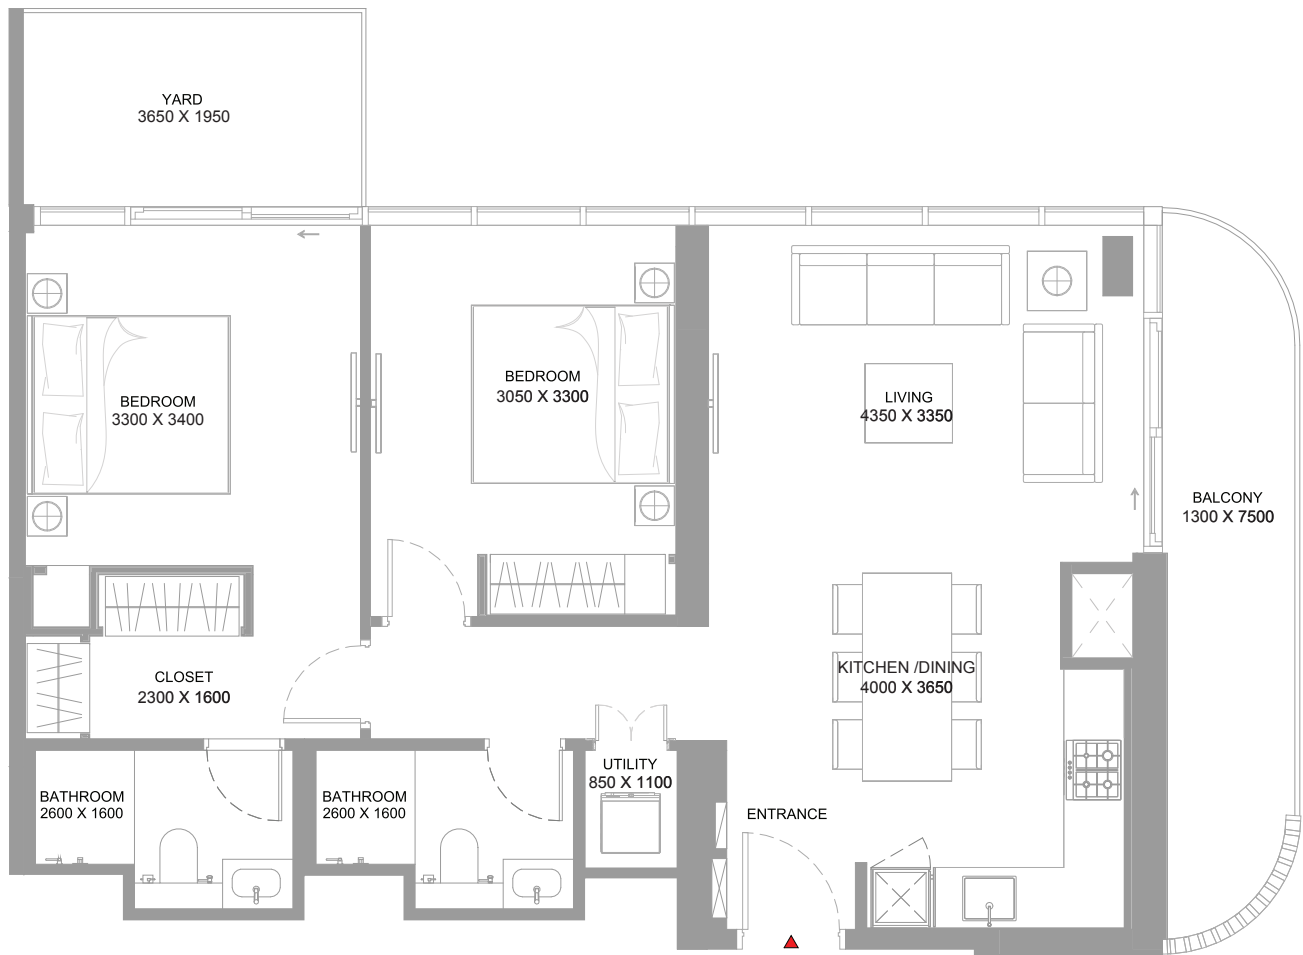 YARD
3650 X 1950
BEDROOM
3300 X 3400
BEDROOM
3050 X 3300
LIVING
4350 X 3350
BALCONY
1300 X 7500
CLOSET
2300 X 1600
KITCHEN /DINING
4000 X 3650
BATHROOM
2600 X 1600
BATHROOM
2600 X 1600
UTILITY
850 X 1100
ENTRANCE